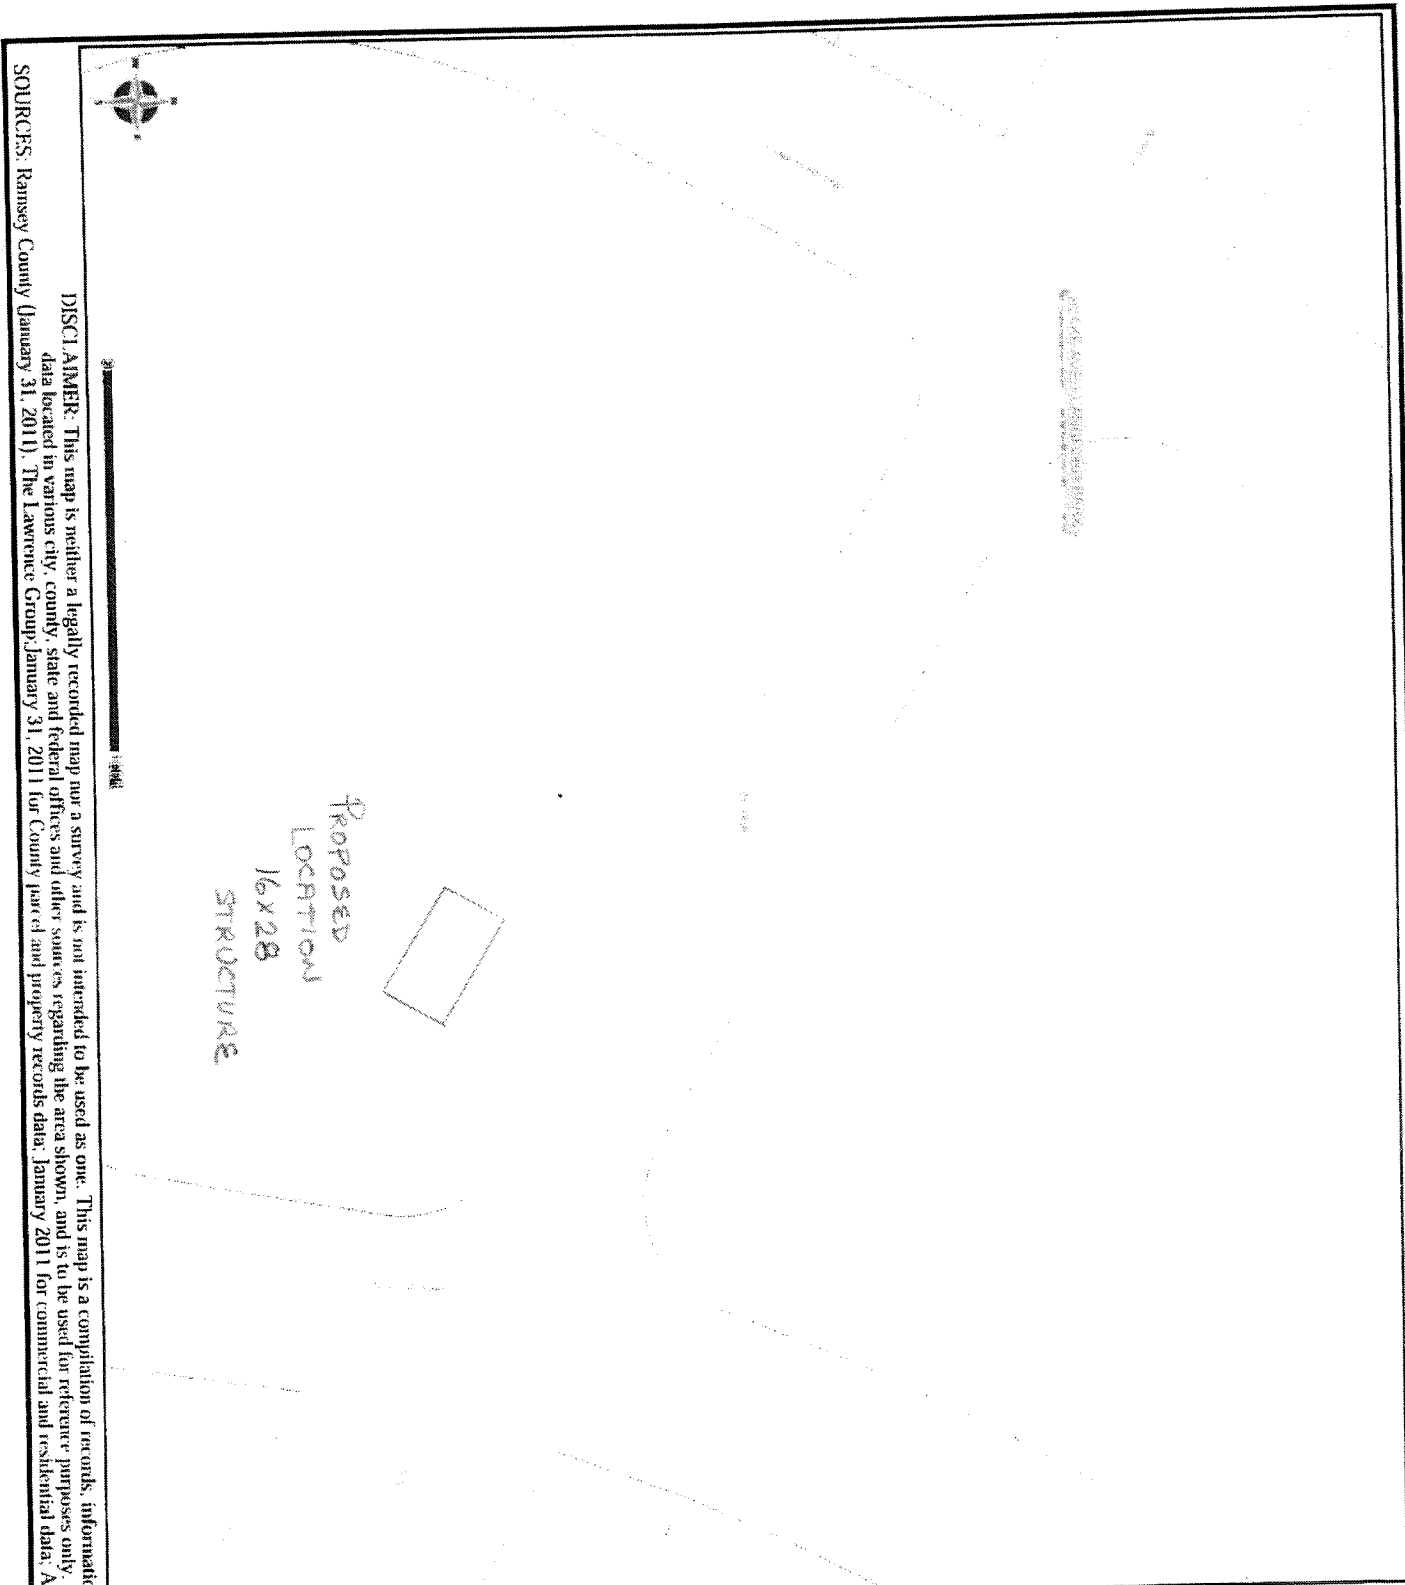 PROPOSED
LOCATION
16 x 28
STRUCTURE
DISCLAIMER: This map is neither a legally recorded map nor a survey and is not intended to be used as one. This map is a compilation of records, informatio
data located in various city, county, state and federal offices and other sources regarding the area shown, and is to be used for reference purposes only.
SOURCES: Ramsey County (January 31, 2011), The Lawrence Group;January 31, 2011 for County parcel and property records data; January 2011 for commercial and residential data; A